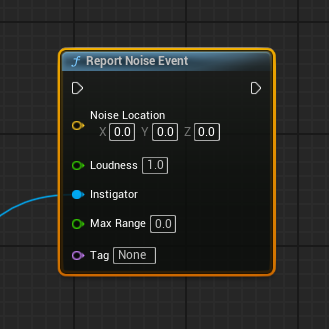 Report Noise Event
Noise Location
X 0.0 Y 0.0 Z 0.0
Loudness 1.0
Instigator
Max Range 0.0
Tag None